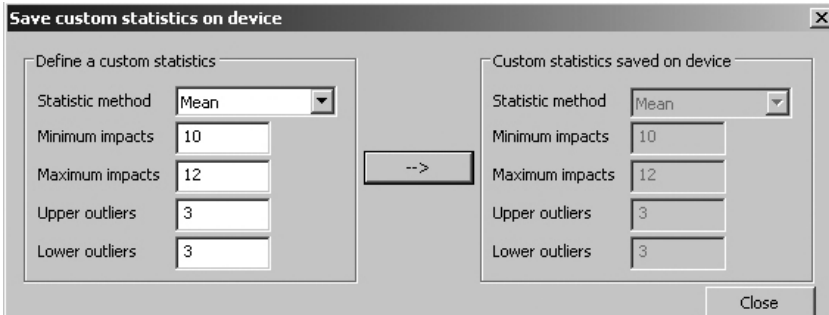 Save custom statistics on device
Define a custom statistics
Statistic method Mean
Minimum impacts 10
Maximum impacts 12
Upper outliers 3
Lower outliers 3
-->
Custom statistics saved on device
Statistic method Mean
Minimum impacts 10
Maximum impacts 12
Upper outliers 3
Lower outliers 3
Close